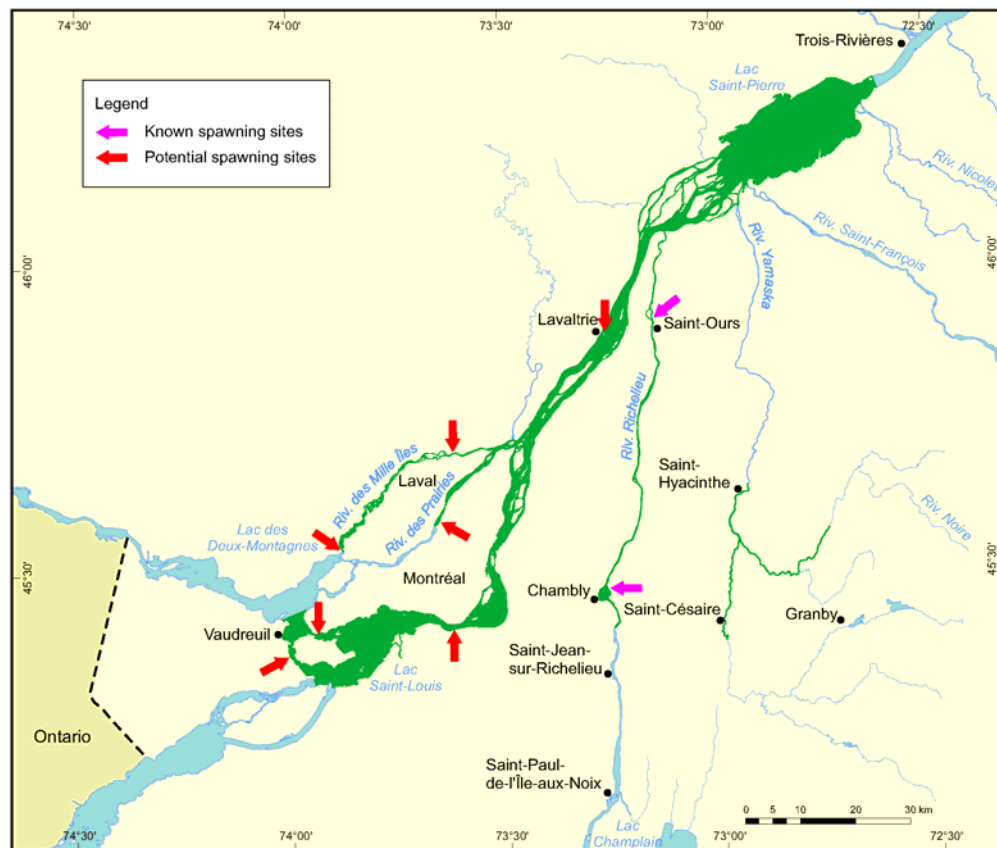 74°30'
74°00'
73°30'
73°00'
72°30'
Trois-Rivières
Lac
Saint-Pierre
Legend
Known spawning sites
Potential spawning sites
Riv. Nicolet
Riv. Saint-François
Riv. Yamaska
46°00'
46°00'
Lavaltrie
Saint-Ours
Riv. Richelieu
Riv. des Mille Îles
Laval
Riv. des Prairies
Saint-
Hyacinthe
Riv. Noire
Lac des
Deux-Montagnes
Montréal
45°30'
45°30'
Chambly
Saint-Césaire
Granby
Vaudreuil
Lac
Saint-Louis
Saint-Jean-
sur-Richelieu
Ontario
Saint-Paul-
de-l'Île-aux-Noix
0 5 10 20 30 km
Lac
Champlain
74°30'
74°00'
73°30'
73°00'
72°30'